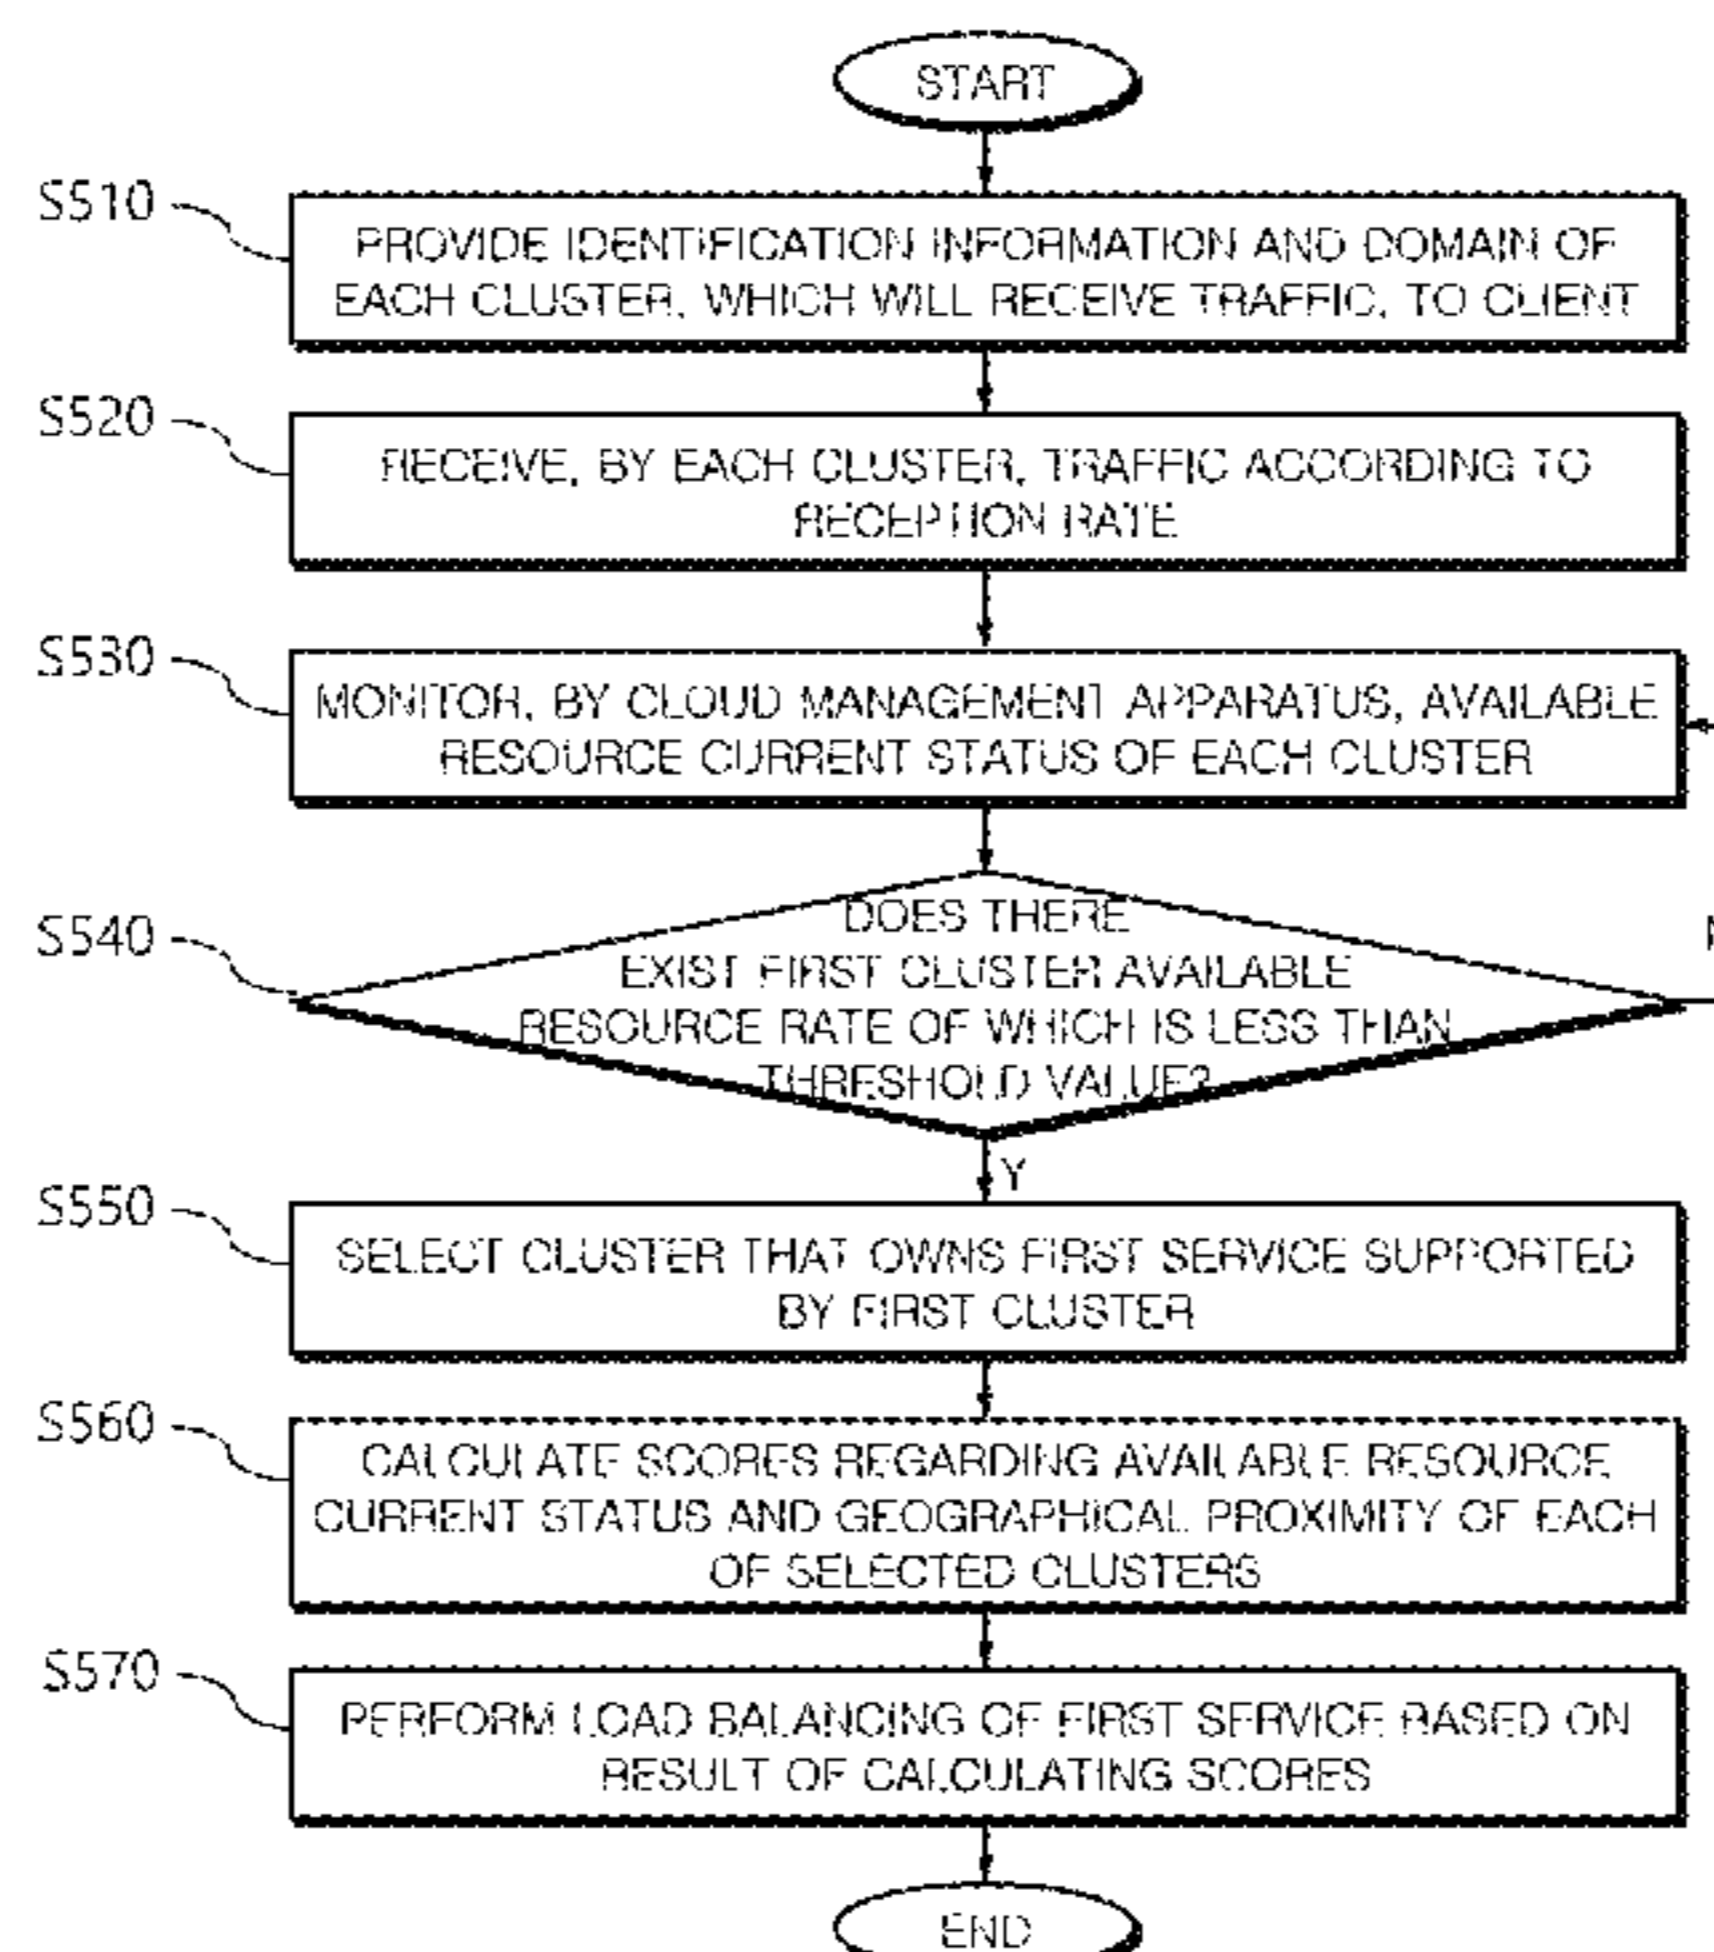 START
S510
PROVIDE IDENTIFICATION INFORMATION AND DOMAIN OF
EACH CLUSTER, WHICH WILL RECEIVE TRAFFIC, TO CLIENT
S520
RECEIVE, BY EACH CLUSTER, TRAFFIC ACCORDING TO
RECEPTION RATE
S530
MONITOR, BY CLOUD MANAGEMENT APPARATUS, AVAILABLE
RESOURCE CURRENT STATUS OF EACH CLUSTER
S540
DOES THERE
EXIST FIRST CLUSTER AVAILABLE
RESOURCE RATE OF WHICH IS LESS THAN
THRESHOLD VALUE?
Y
S550
SELECT CLUSTER THAT OWNS FIRST SERVICE SUPPORTED
BY FIRST CLUSTER
S560
CALCULATE SCORES REGARDING AVAILABLE RESOURCE
CURRENT STATUS AND GEOGRAPHICAL PROXIMITY OF EACH
OF SELECTED CLUSTERS
S570
PERFORM LOAD BALANCING OF FIRST SERVICE BASED ON
RESULT OF CALCULATING SCORES
END